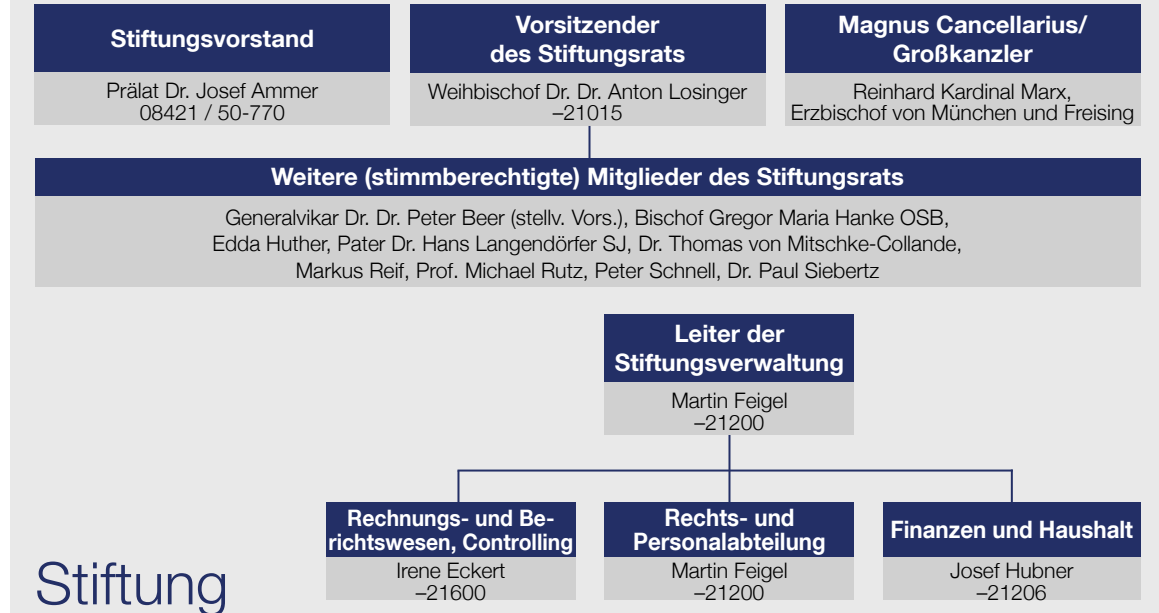 Stiftungsvorstand
Prälat Dr. Josef Ammer
08421 / 50-770
Vorsitzender
des Stiftungsrats
Weihbischof Dr. Dr. Anton Losinger
–21015
Magnus Cancellarius/
Großkanzler
Reinhard Kardinal Marx,
Erzbischof von München und Freising
Weitere (stimmberechtigte) Mitglieder des Stiftungsrats
Generalvikar Dr. Dr. Peter Beer (stellv. Vors.), Bischof Gregor Maria Hanke OSB,
Edda Huther, Pater Dr. Hans Langendörfer SJ, Dr. Thomas von Mitschke-Collande,
Markus Reif, Prof. Michael Rutz, Peter Schnell, Dr. Paul Siebertz
Leiter der
Stiftungsverwaltung
Martin Feigel
–21200
Rechnungs- und Be-
richtswesen, Controlling
Irene Eckert
–21600
Rechts- und
Personalabteilung
Martin Feigel
–21200
Finanzen und Haushalt
Josef Hubner
–21206
Stiftung